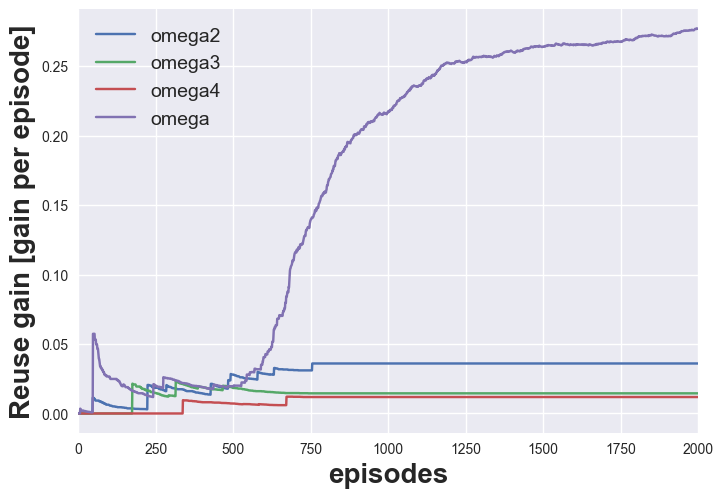 Reuse gain [gain per episode]
omega2
omega3
omega4
omega
0.25
0.20
0.15
0.10
0.05
0.00
0 250 500 750 1000 1250 1500 1750 2000
episodes